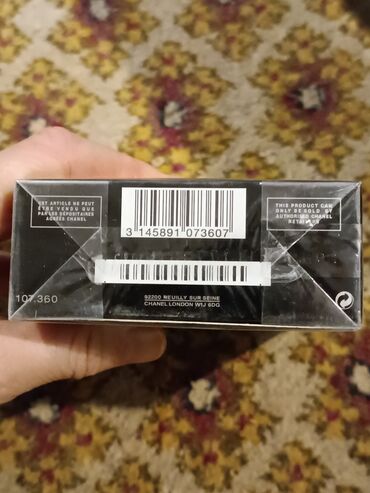 CET ARTICLE NE PEUT
ÊTRE VENDU QUE
PAR LES DÉPOSITAIRES
AGRÉÉS CHANEL
THIS PRODUCT CAN
ONLY BE SOLD BY
AUTHORISED CHANEL
RETAILERS
3 145891 073607
107.360
92200 NEUILLY SUR SEINE
CHANEL LONDON W1J 6DG